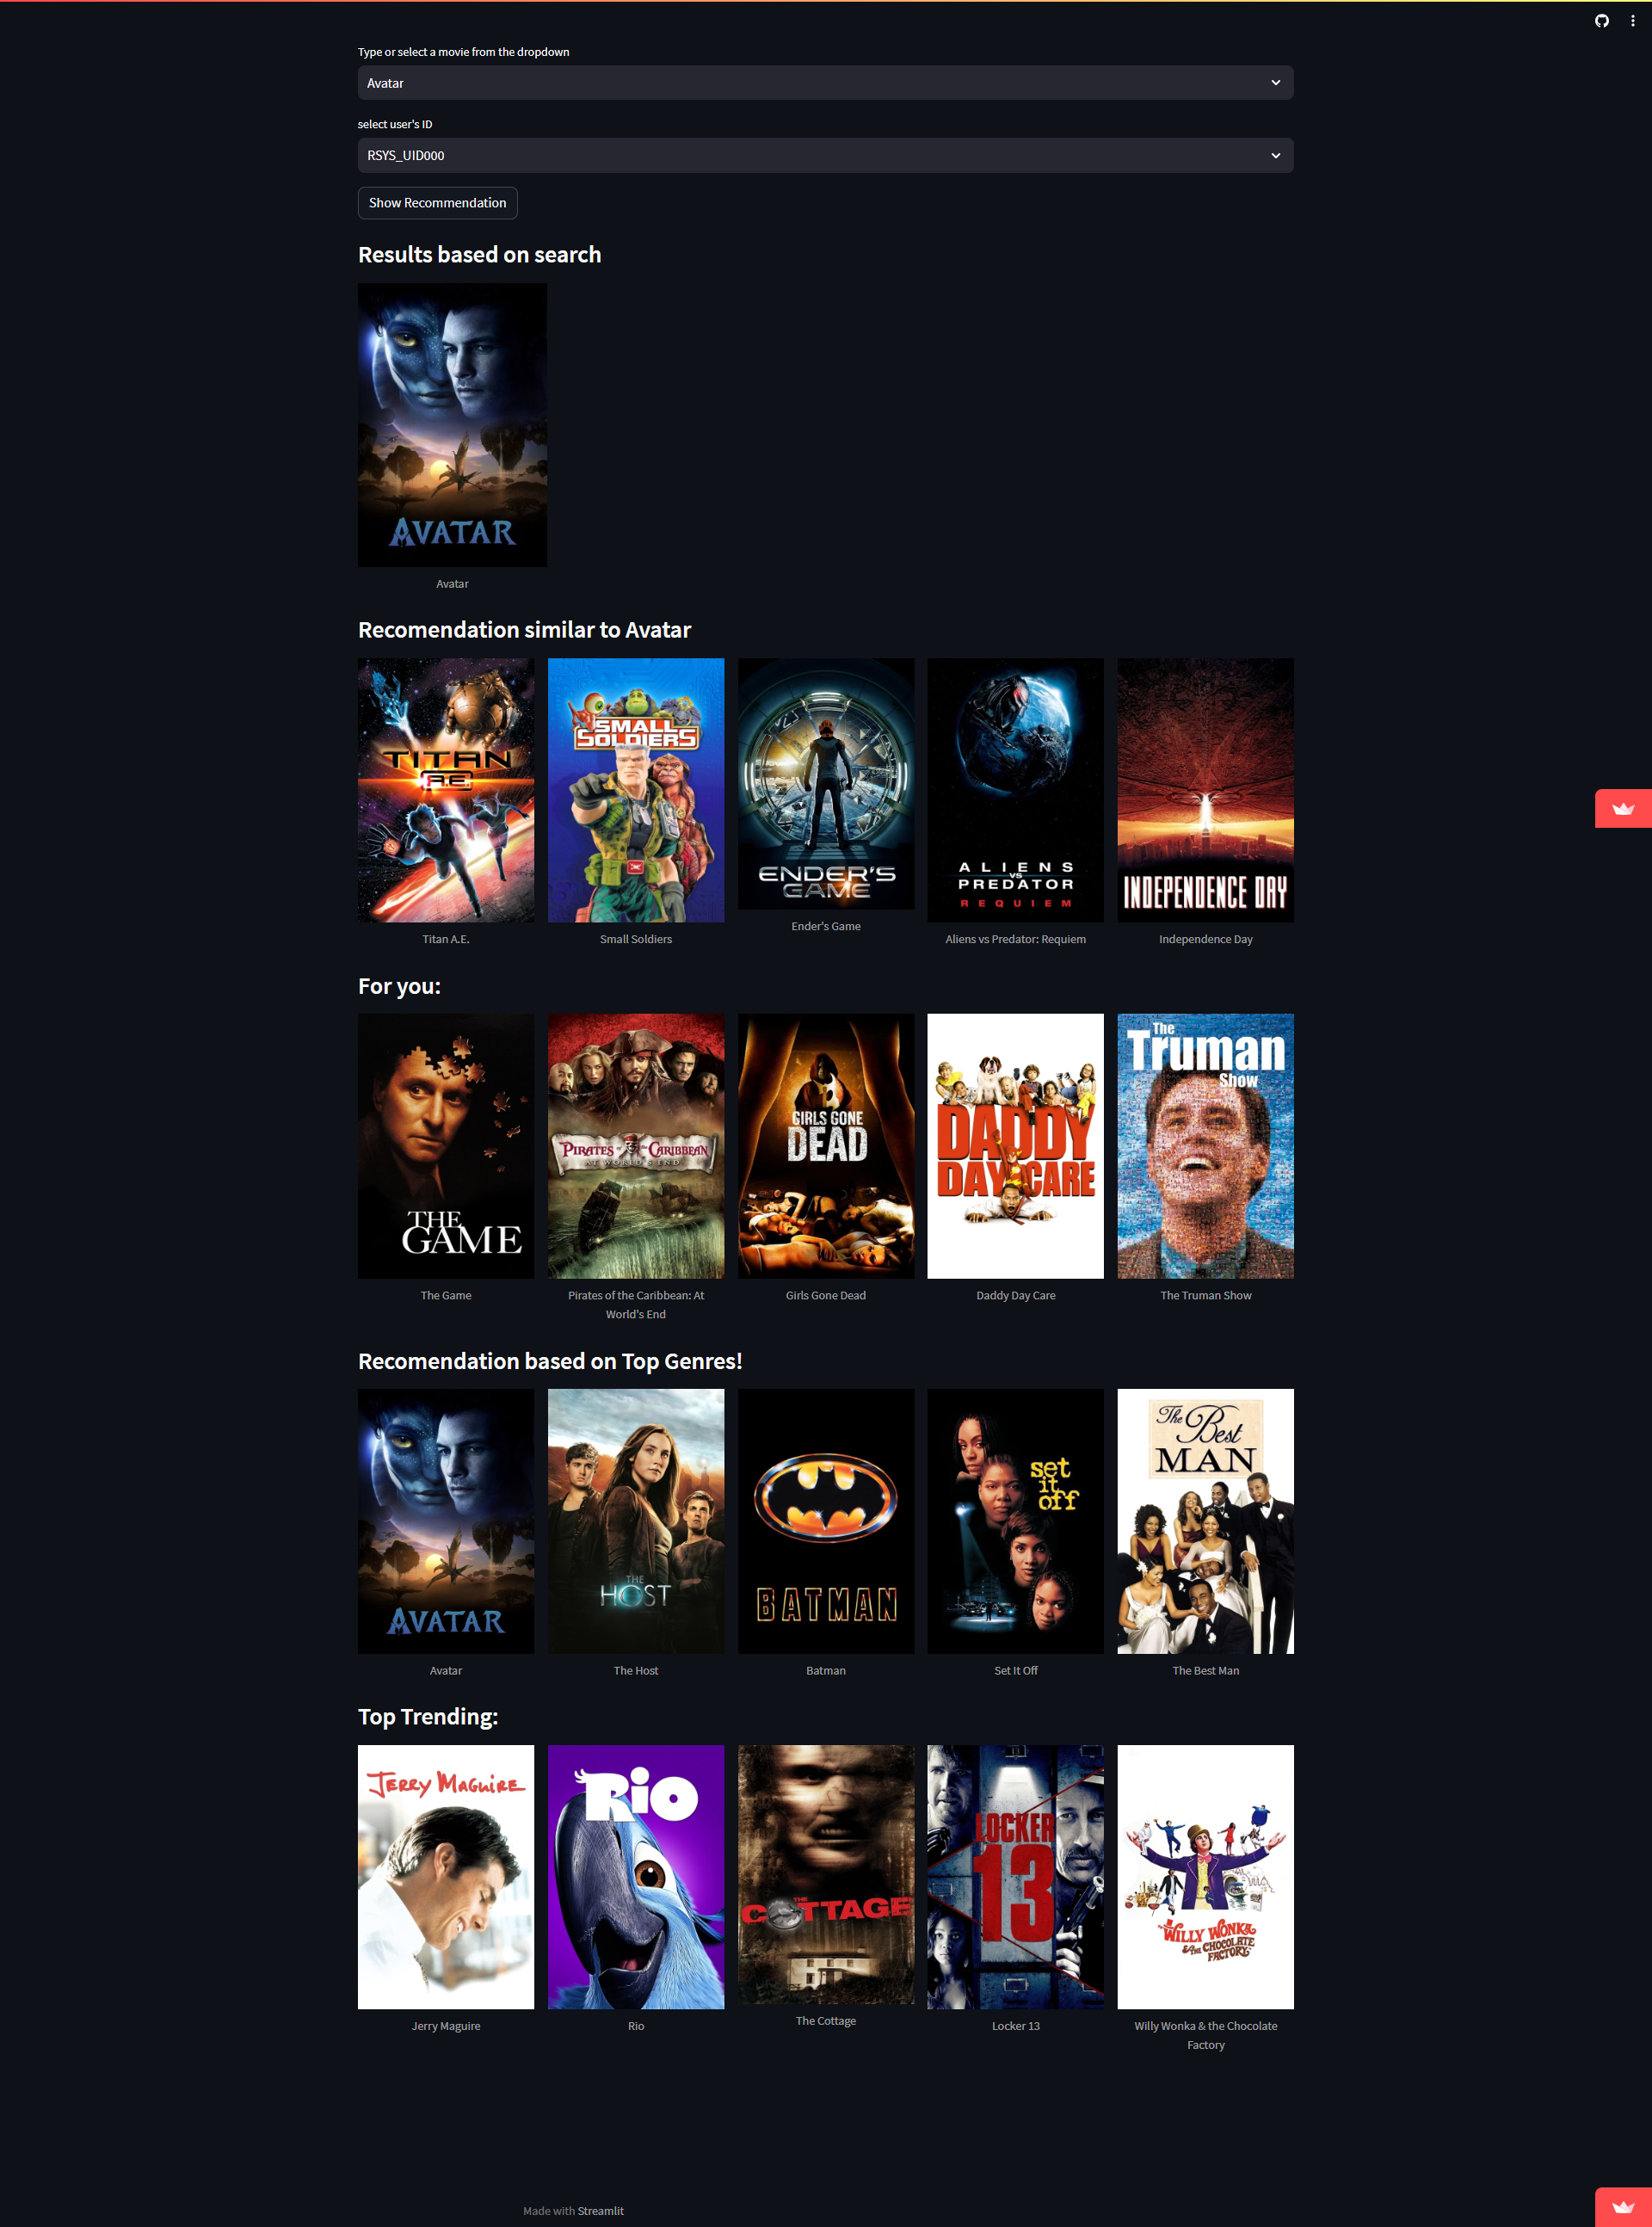 Type or select a movie from the dropdown
Avatar
select user's ID
RSYS_UID000
Show Recommendation
Results based on search
AVATAR
Avatar
Recomendation similar to Avatar
TITAN
A.E.
SMALL
SOLDIERS
ENDER'S
GAME
ALIENS
VS
PREDATOR
REQUIEM
INDEPENDENCE DAY
Titan A.E.
Small Soldiers
Ender's Game
Aliens vs Predator: Requiem
Independence Day
For you:
THE
GAME
PIRATES of the CARIBBEAN
AT WORLD'S END
GIRLS GONE
DEAD
DADDY
DAY CARE
The
Truman
Show
The Game
Pirates of the Caribbean: At
World's End
Girls Gone Dead
Daddy Day Care
The Truman Show
Recomendation based on Top Genres!
AVATAR
THE
HOST
BATMAN
set
it
off
The Best
MAN
Avatar
The Host
Batman
Set It Off
The Best Man
Top Trending:
JERRY MAGUIRE
Rio
THE
COTTAGE
LOCKER
13
WILLY WONKA
& THE CHOCOLATE
FACTORY
Jerry Maguire
Rio
The Cottage
Locker 13
Willy Wonka & the Chocolate
Factory
Made with Streamlit